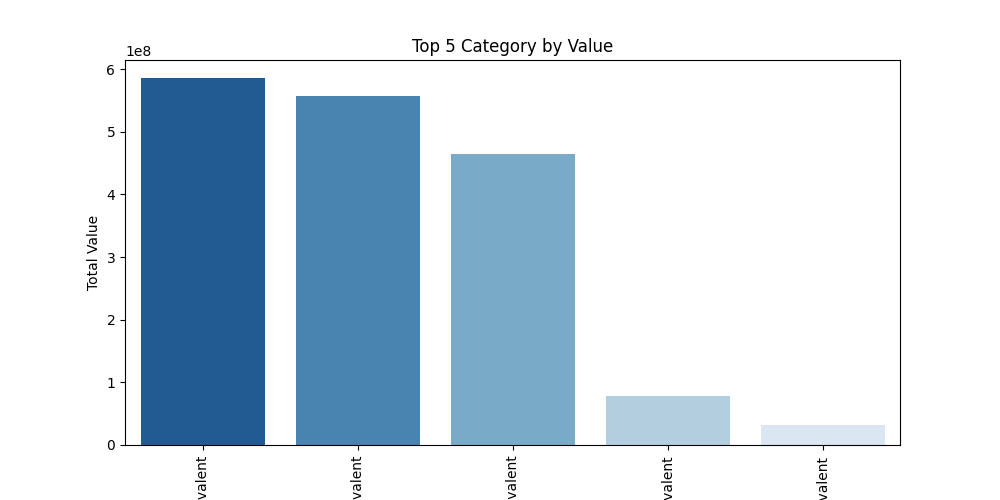 Top 5 Category by Value
1e8
6
5
4
3
2
1
0
Total Value
valent
valent
valent
valent
valent